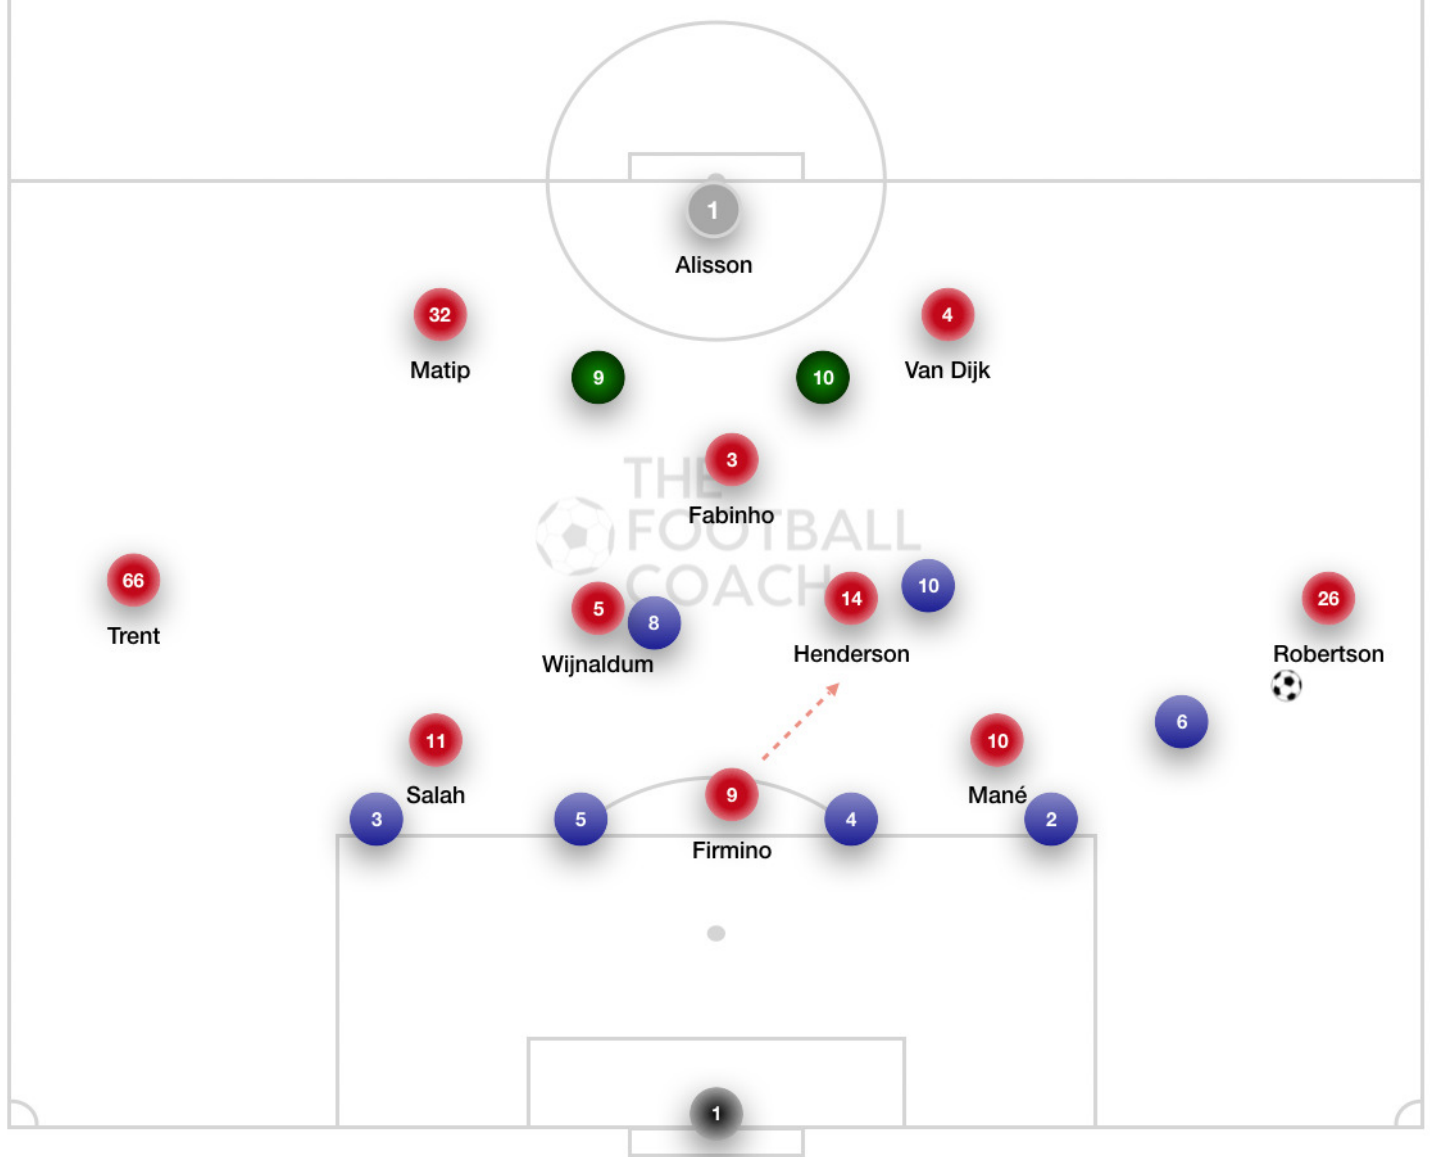 1
Alisson
32
4
Matip
Van Dijk
9
10
3
THE
Fabinho
FOOTBALL
COACH
66
5
8
14
10
26
Trent
Wijnaldum
Henderson
Robertson
11
10
6
Salah
Mané
9
3
5
4
2
Firmino
1